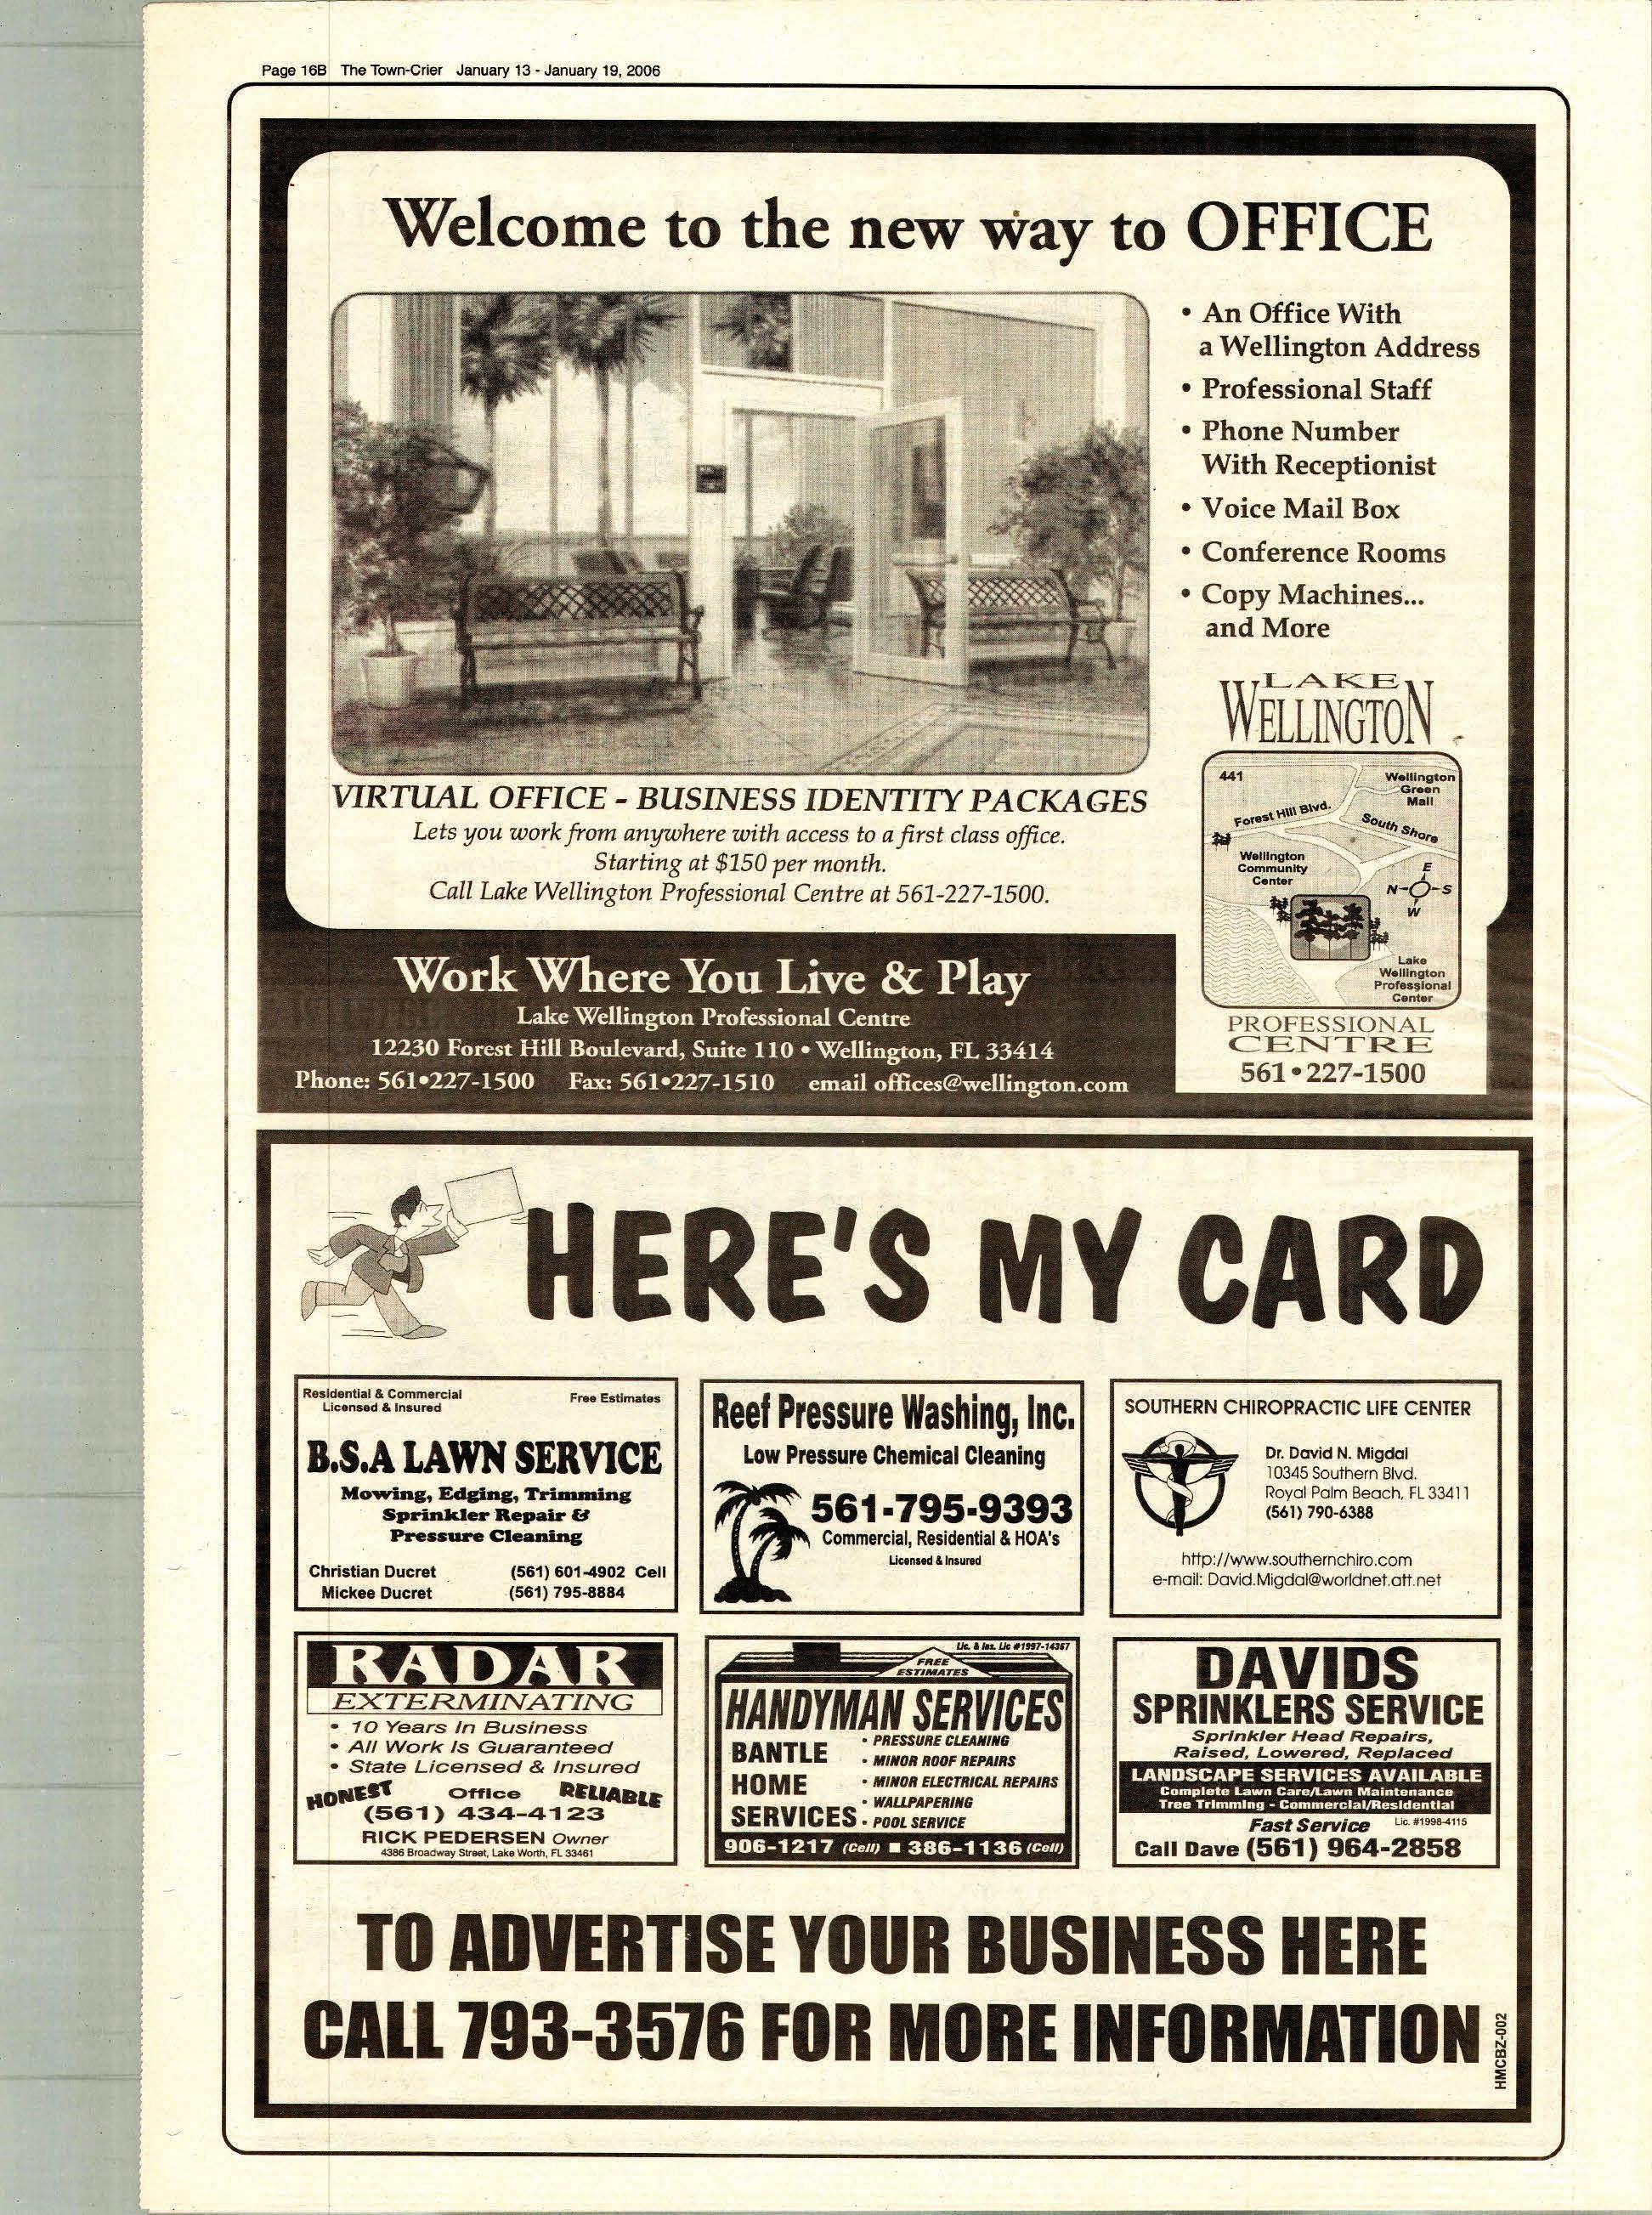 Page 16B The Town-Crier January 13 - January 19, 2006
Welcome to the new way to OFFICE
• An Office With
a Wellington Address
• Professional Staff
• Phone Number
With Receptionist
• Voice Mail Box
• Conference Rooms
• Copy Machines...
and More
LAKE
WELLINGTON
441
Wellington
Green
Mall
Forest Hill Blvd.
South Shore
Wellington
Community
Center
E
N S
W
Lake
Wellington
Professional
Center
PROFESSIONAL
CENTRE
561•227-1500
VIRTUAL OFFICE - BUSINESS IDENTITY PACKAGES
Lets you work from anywhere with access to a first class office.
Starting at $150 per month.
Call Lake Wellington Professional Centre at 561-227-1500.
Work Where You Live & Play
Lake Wellington Professional Centre
12230 Forest Hill Boulevard, Suite 110 • Wellington, FL 33414
Phone: 561•227-1500 Fax: 561•227-1510 email offices@wellington.com
HERE'S MY CARD
Residential & Commercial Free Estimates
Licensed & Insured
B.S.A LAWN SERVICE
Mowing, Edging, Trimming
Sprinkler Repair &
Pressure Cleaning
Christian Ducret (561) 601-4902 Cell
Mickee Ducret (561) 795-8884
Reef Pressure Washing, Inc.
Low Pressure Chemical Cleaning
561-795-9393
Commercial, Residential & HOA's
Licensed & Insured
SOUTHERN CHIROPRACTIC LIFE CENTER
Dr. David N. Migdal
10345 Southern Blvd.
Royal Palm Beach, FL 33411
(561) 790-6388
http://www.southernchiro.com
e-mail: David.Migdal@worldnet.att.net
RADAR
EXTERMINATING
• 10 Years In Business
• All Work Is Guaranteed
• State Licensed & Insured
HONEST Office RELIABLE
(561) 434-4123
RICK PEDERSEN Owner
4386 Broadway Street, Lake Worth, FL 33461
Lic. & Ins. Lic #1997-14367
FREE
ESTIMATES
HANDYMAN SERVICES
BANTLE
HOME
SERVICES
• PRESSURE CLEANING
• MINOR ROOF REPAIRS
• MINOR ELECTRICAL REPAIRS
• WALLPAPERING
• POOL SERVICE
906-1217 (Cell) ■ 386-1136 (Cell)
DAVIDS
SPRINKLERS SERVICE
Sprinkler Head Repairs,
Raised, Lowered, Replaced
LANDSCAPE SERVICES AVAILABLE
Complete Lawn Care/Lawn Maintenance
Tree Trimming - Commercial/Residential
Fast Service Lic. #1998-4115
Call Dave (561) 964-2858
TO ADVERTISE YOUR BUSINESS HERE
CALL 793-3576 FOR MORE INFORMATION
HMCBZ-002